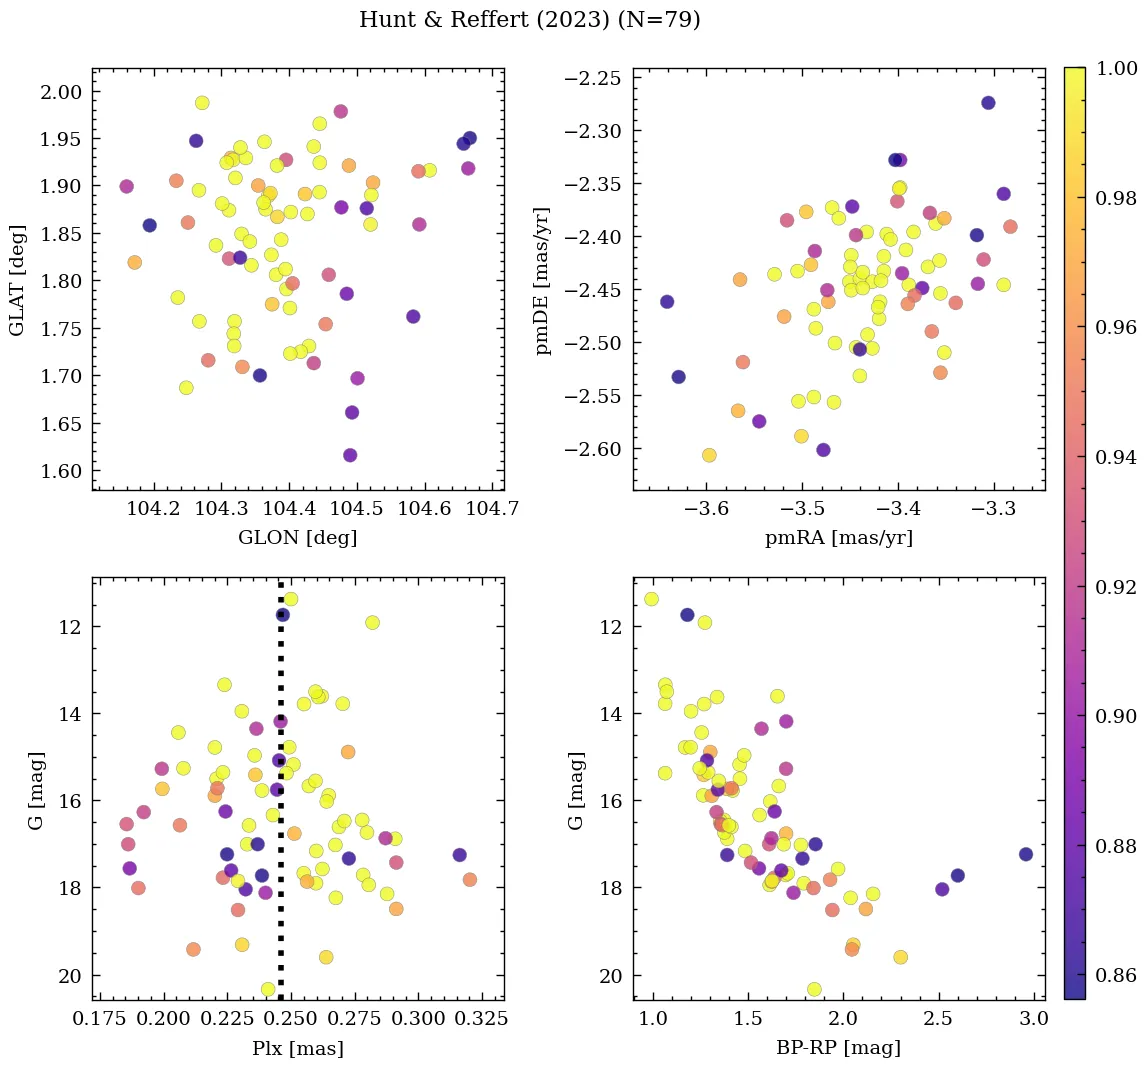 Hunt & Reffert (2023) (N=79)
2.00
1.95
1.90
1.85
1.80
1.75
1.70
1.65
1.60
GLAT [deg]
104.2 104.3 104.4 104.5 104.6 104.7
GLON [deg]
−2.25
−2.30
−2.35
−2.40
−2.45
−2.50
−2.55
−2.60
pmDE [mas/yr]
−3.6 −3.5 −3.4 −3.3
pmRA [mas/yr]
12
14
16
18
20
G [mag]
0.175 0.200 0.225 0.250 0.275 0.300 0.325
Plx [mas]
12
14
16
18
20
G [mag]
1.0 1.5 2.0 2.5 3.0
BP-RP [mag]
1.00
0.98
0.96
0.94
0.92
0.90
0.88
0.86